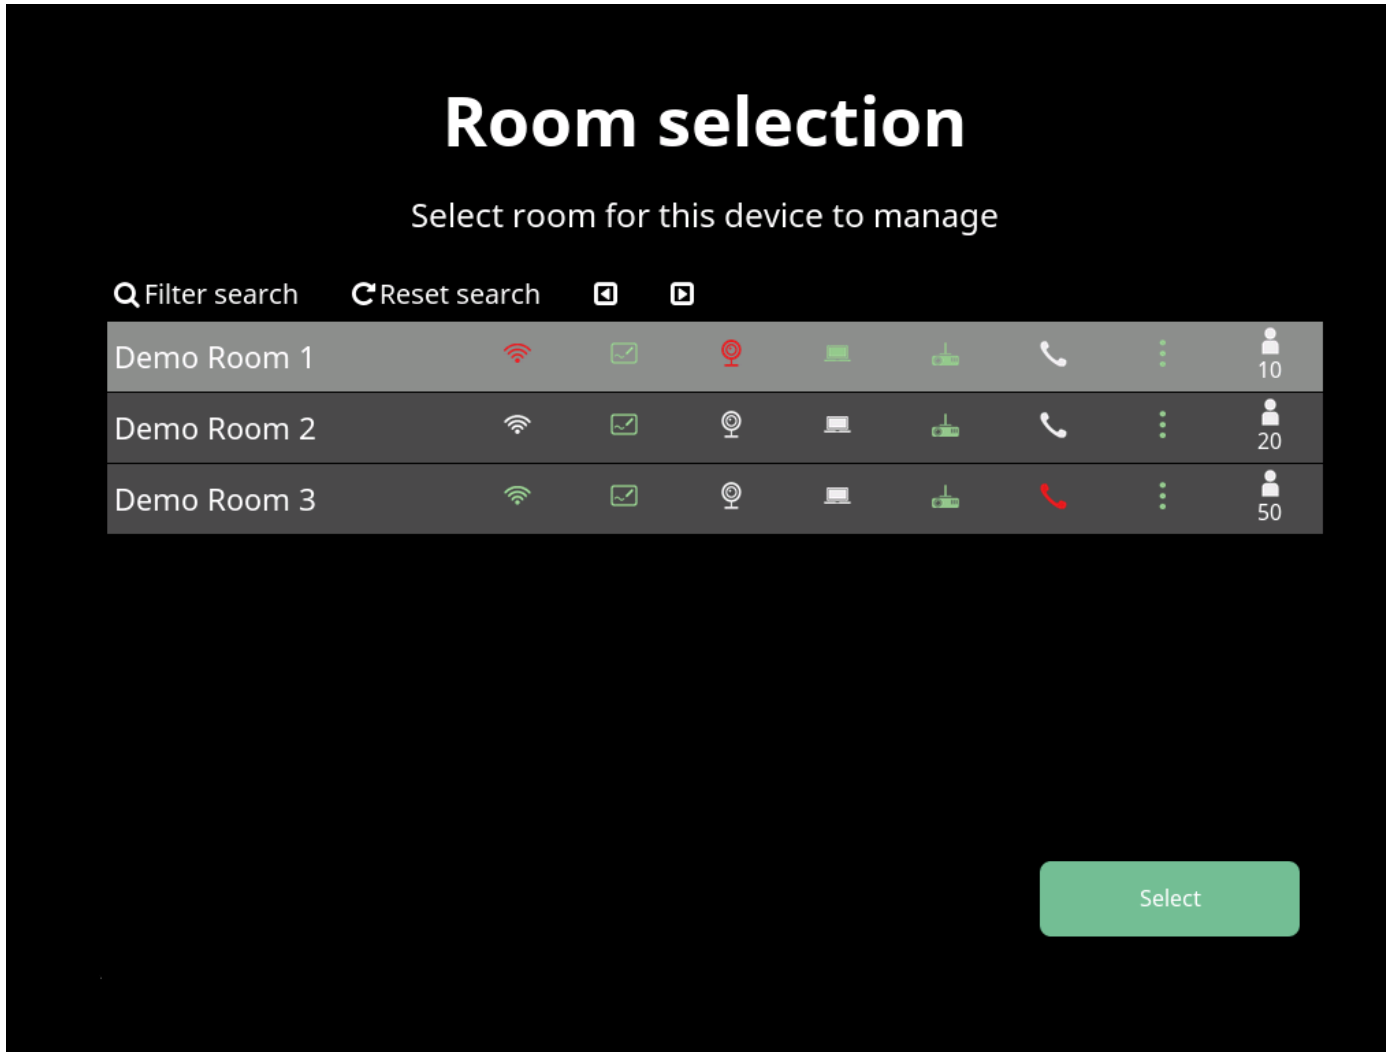 Room selection
Select room for this device to manage
Filter search Reset search
Demo Room 1 10
Demo Room 2 20
Demo Room 3 50
Select